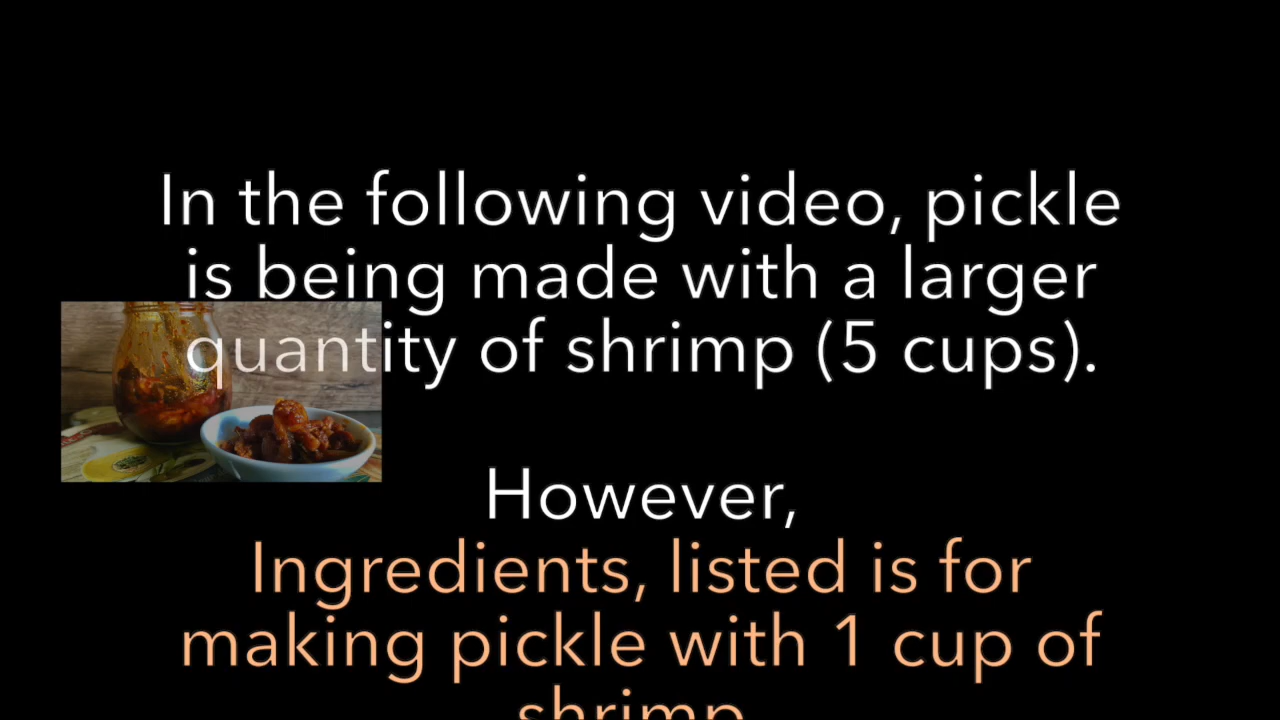 In the following video, pickle
is being made with a larger
quantity of shrimp (5 cups).
However,
Ingredients, listed is for
making pickle with 1 cup of
shrimp